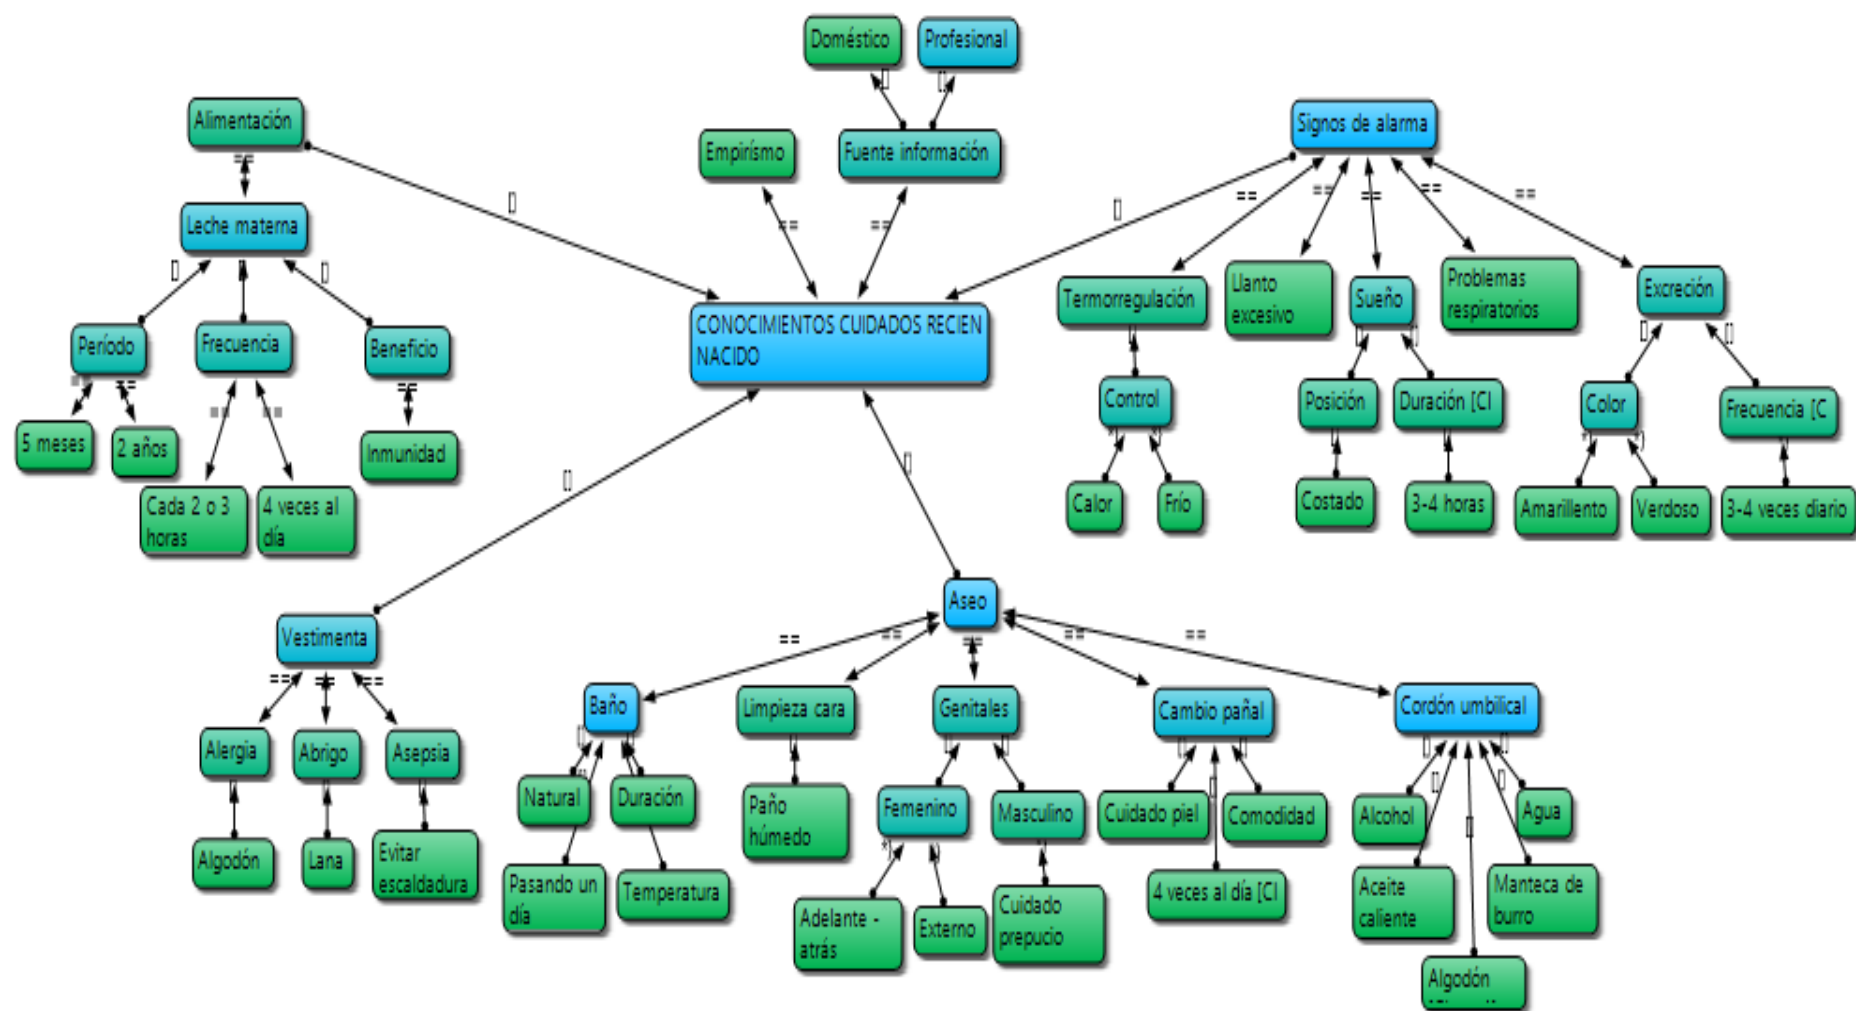 Doméstico
Profesional
Alimentación
Empirísmo
Fuente información
Signos de alarma
==
==
==
==
==
==
==
==
Leche materna
Termorregulación
Llanto
excesivo
Sueño
Problemas
respiratorios
Excreción
CONOCIMIENTOS CUIDADOS RECIEN
NACIDO
Período
Frecuencia
Beneficio
==
==
==
==
==
Control
Posición
Duración [Cl
Color
Frecuencia [C
5 meses
2 años
Inmunidad
Cada 2 o 3
horas
4 veces al
día
Calor
Frío
Costado
3-4 horas
Amarillento
Verdoso
3-4 veces diario
Aseo
Vestimenta
==
==
==
==
==
==
==
==
Baño
Limpieza cara
Genitales
Cambio pañal
Cordón umbilical
Alergia
Abrigo
Asepsia
Natural
Duración
Paño
húmedo
Femenino
Masculino
Cuidado piel
Comodidad
Alcohol
Agua
Algodón
Lana
Evitar
escaldadura
Pasando un
día
Temperatura
Adelante -
atrás
Externo
Cuidado
prepucio
4 veces al día [Cl
Aceite
caliente
Manteca de
burro
Algodón